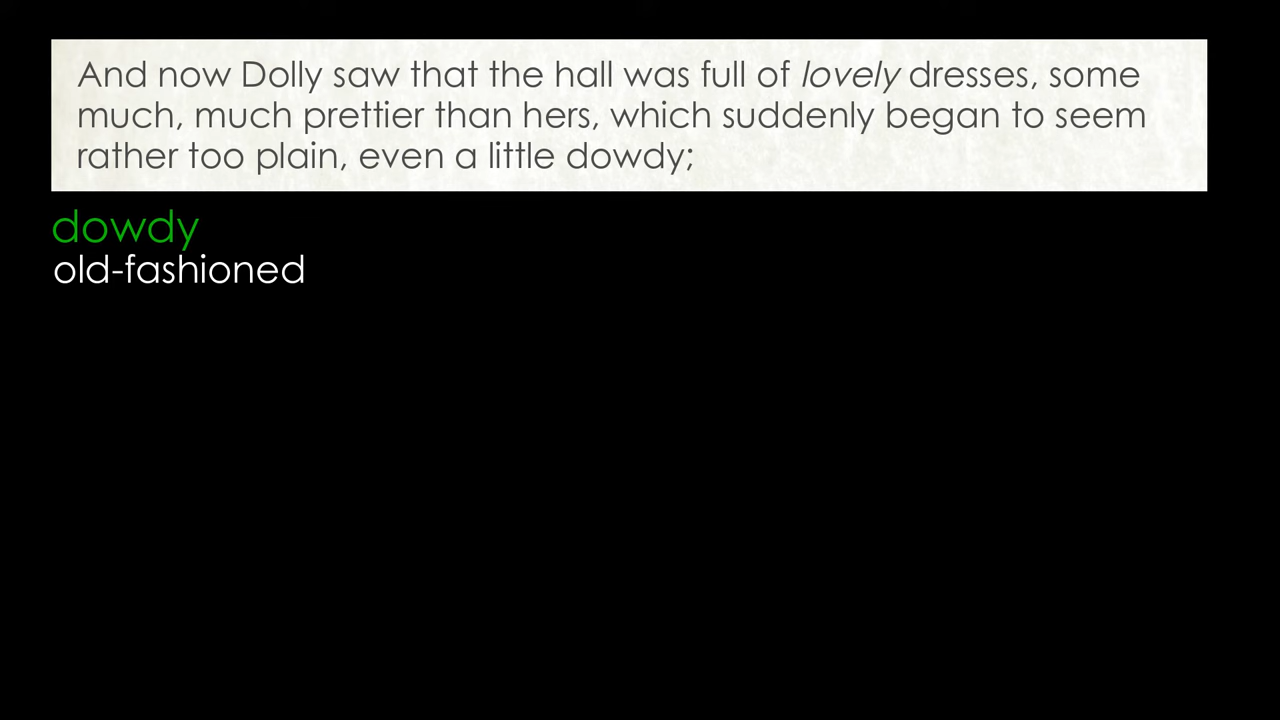 And now Dolly saw that the hall was full of lovely dresses, some
much, much prettier than hers, which suddenly began to seem
rather too plain, even a little dowdy;
dowdy
old-fashioned